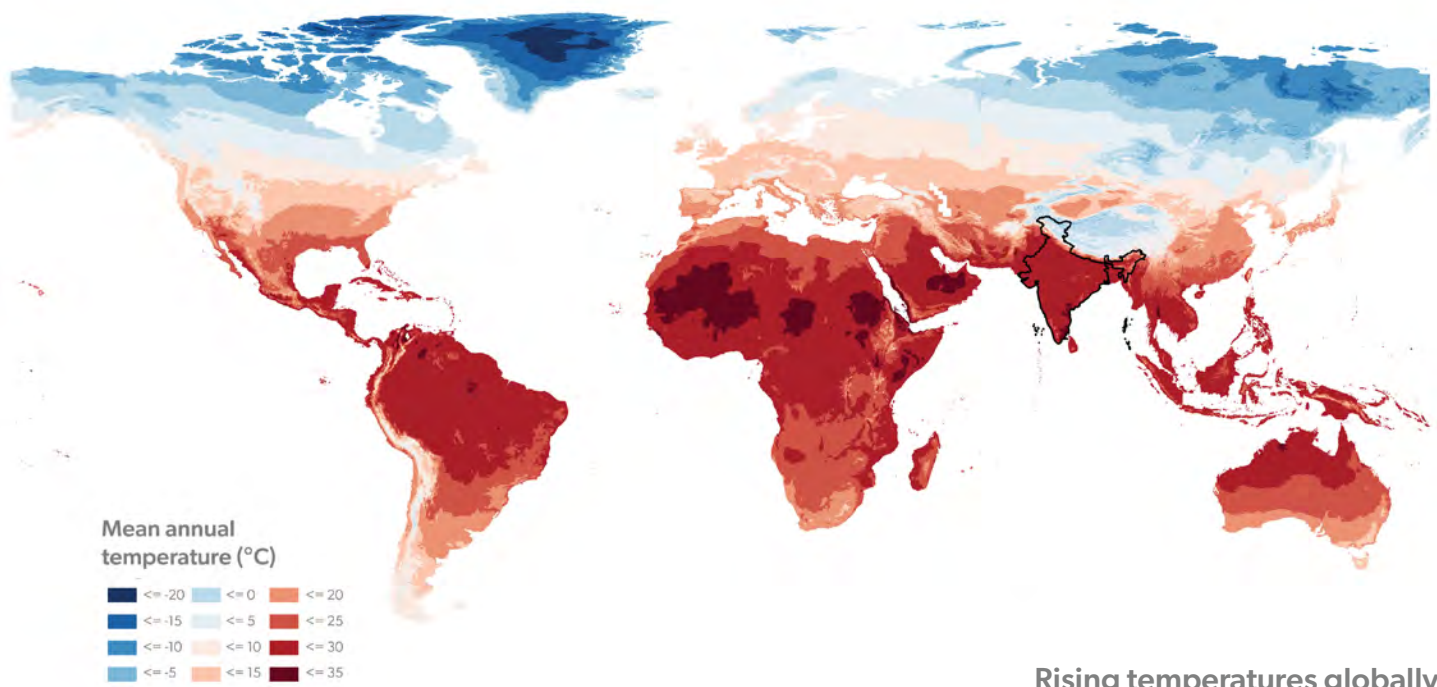 Mean annual
temperature (°C)
<= -20 <= 0 <= 20
<= -15 <= 5 <= 25
<= -10 <= 10 <= 30
<= -5 <= 15 <= 35
Rising temperatures globally